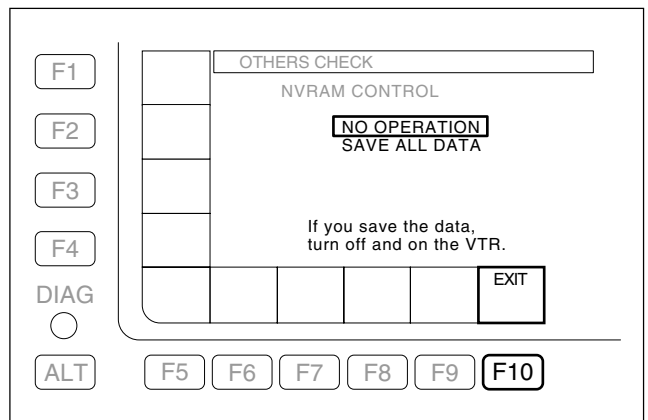 F1
OTHERS CHECK
NVRAM CONTROL
F2
NO OPERATION
SAVE ALL DATA
F3
If you save the data,
turn off and on the VTR.
F4
EXIT
DIAG
ALT
F5 F6 F7 F8 F9 F10